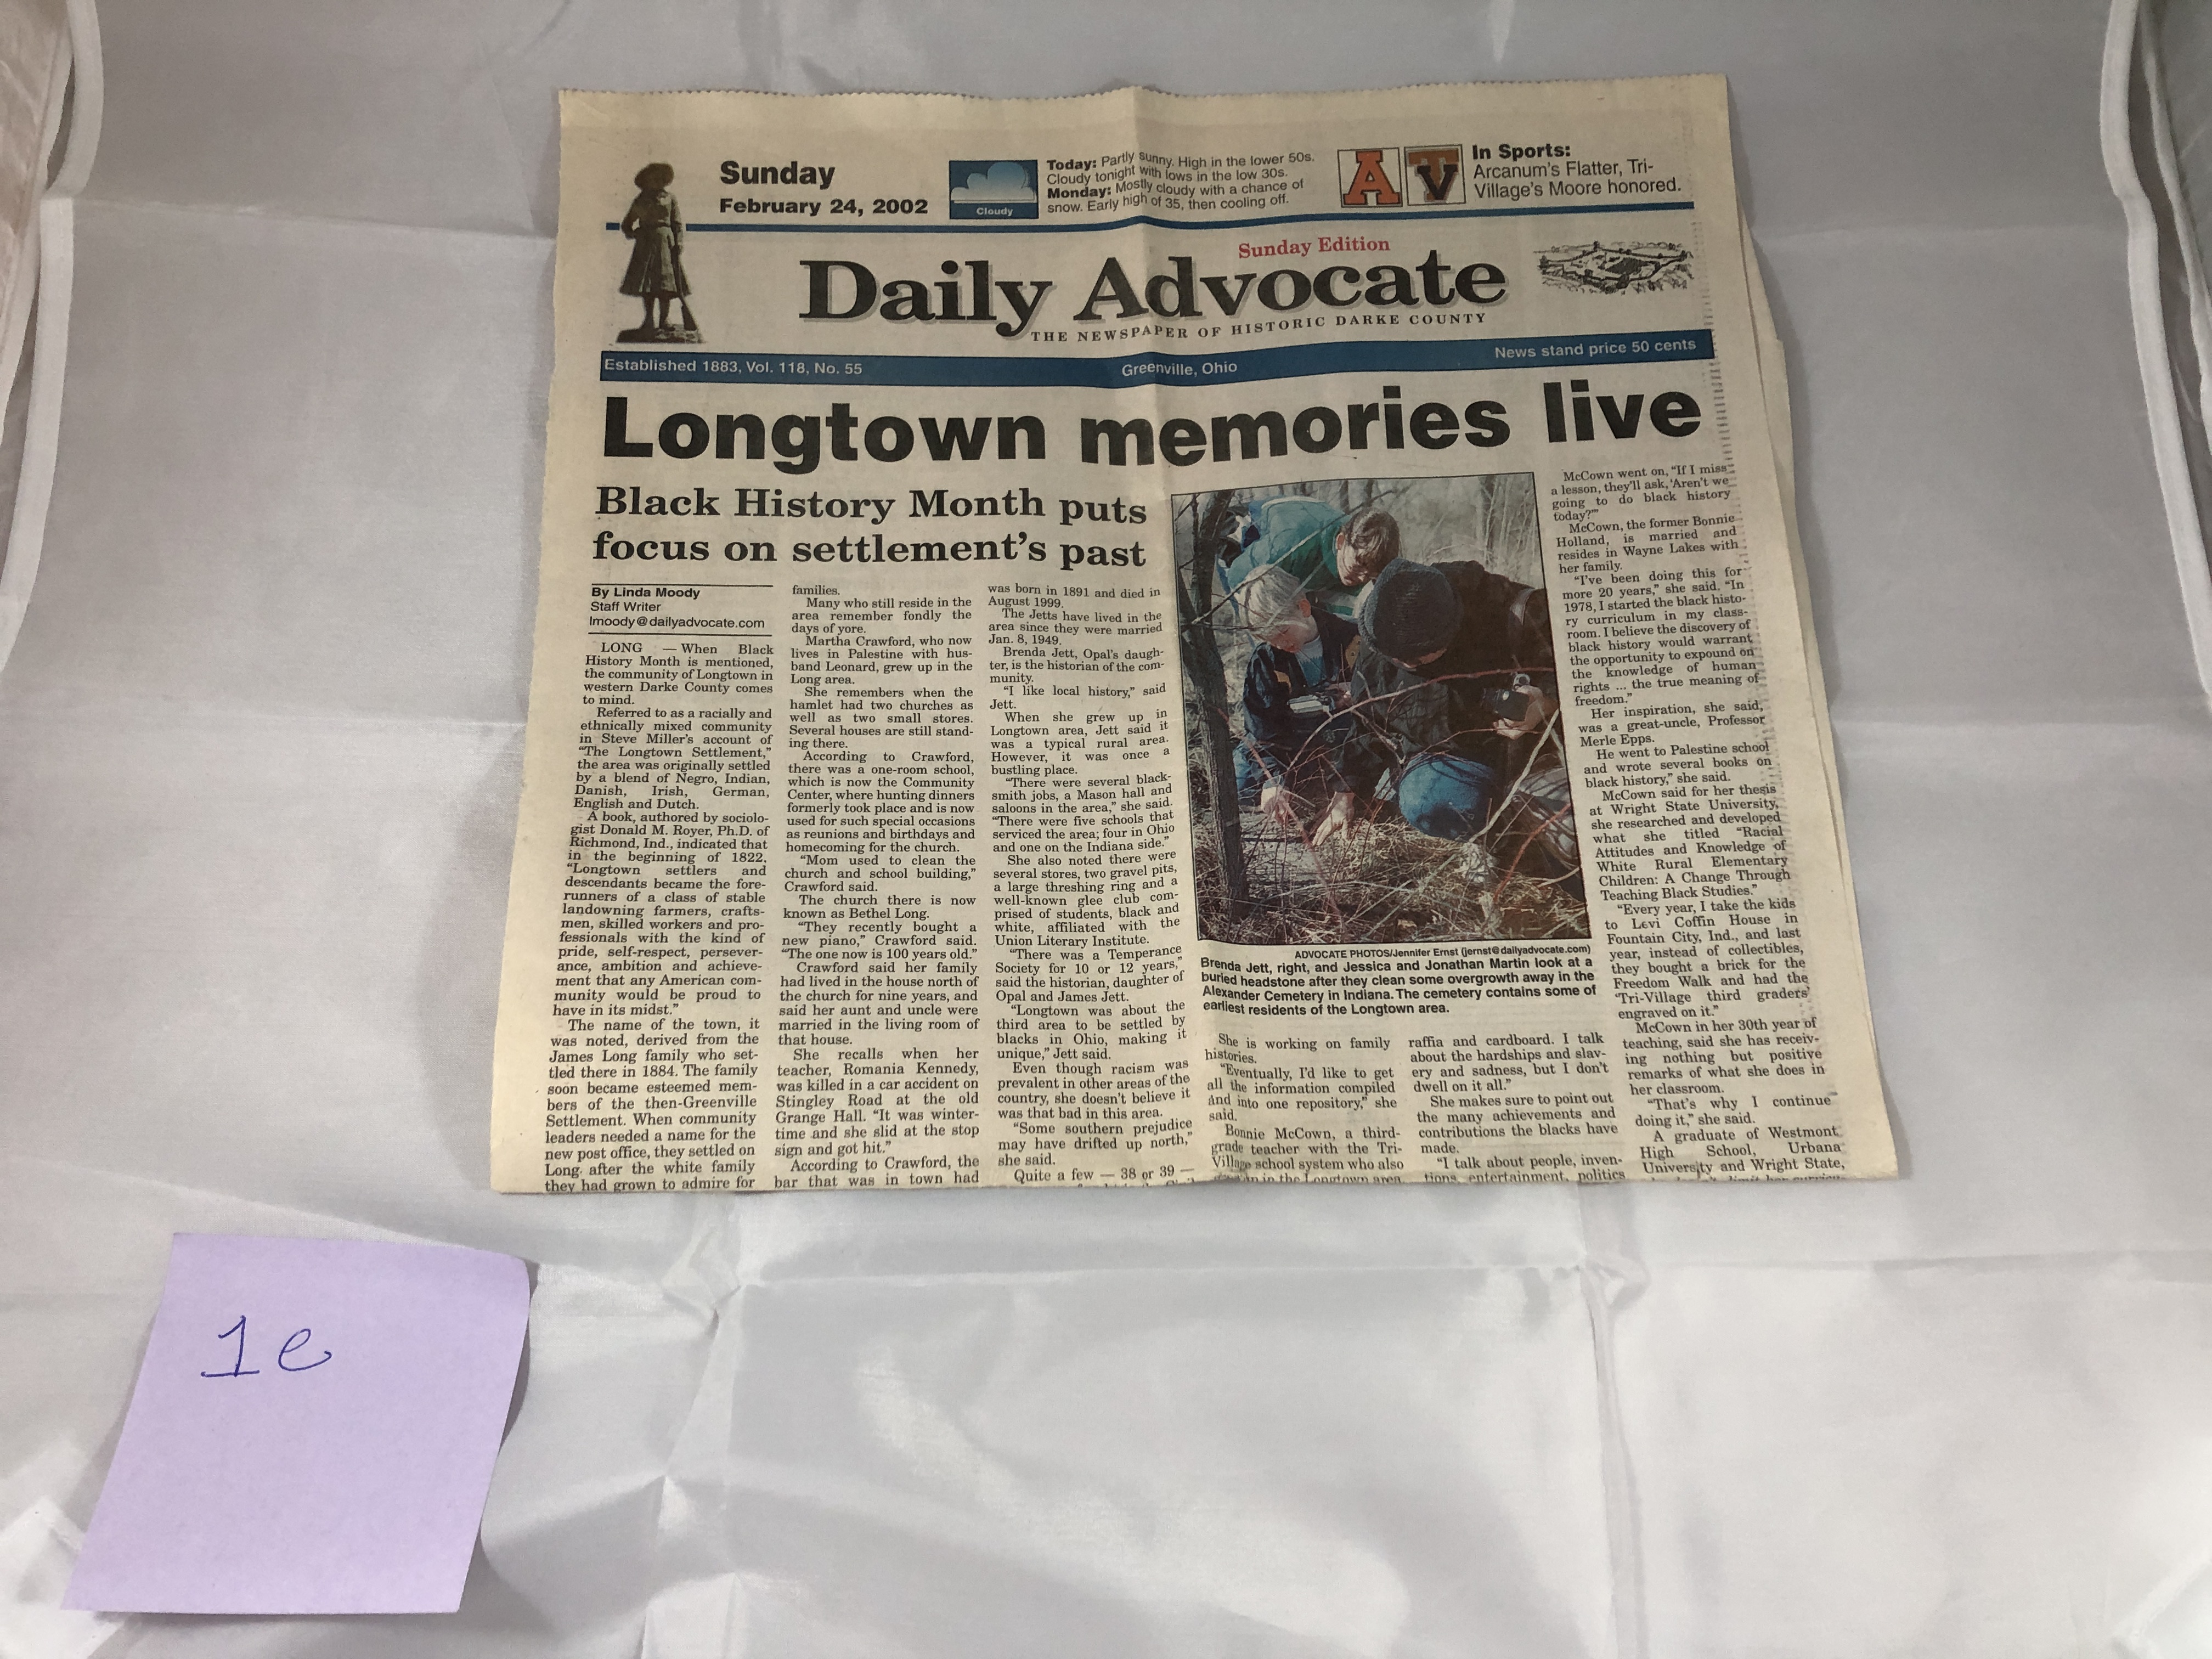 Sunday
February 24, 2002
Cloudy
Today: Partly sunny. High in the lower 50s.
Cloudy tonight with lows in the low 30s.
Monday: Mostly cloudy with a chance of
snow. Early high of 35, then cooling off.
A
TV
In Sports:
Arcanum's Flatter, Tri-
Village's Moore honored.
Sunday Edition
Daily Advocate
THE NEWSPAPER OF HISTORIC DARKE COUNTY
Established 1883, Vol. 118, No. 55
Greenville, Ohio
News stand price 50 cents
Longtown memories live
Black History Month puts
focus on settlement's past
By Linda Moody
Staff Writer
lmoody@dailyadvocate.com
LONG — When Black
History Month is mentioned,
the community of Longtown in
western Darke County comes
to mind.
Referred to as a racially and
ethnically mixed community
in Steve Miller's account of
"The Longtown Settlement,"
the area was originally settled
by a blend of Negro, Indian,
Danish, Irish, German,
English and Dutch.
A book, authored by sociolo-
gist Donald M. Royer, Ph.D. of
Richmond, Ind., indicated that
in the beginning of 1822,
"Longtown settlers and
descendants became the fore-
runners of a class of stable
landowning farmers, crafts-
men, skilled workers and pro-
fessionals with the kind of
pride, self-respect, persever-
ance, ambition and achieve-
ment that any American com-
munity would be proud to
have in its midst."
The name of the town, it
was noted, derived from the
James Long family who set-
tled there in 1884. The family
soon became esteemed mem-
bers of the then-Greenville
Settlement. When community
leaders needed a name for the
new post office, they settled on
Long after the white family
they had grown to admire for
families.
Many who still reside in the
area remember fondly the
days of yore.
Martha Crawford, who now
lives in Palestine with hus-
band Leonard, grew up in the
Long area.
She remembers when the
hamlet had two churches as
well as two small stores.
Several houses are still stand-
ing there.
According to Crawford,
there was a one-room school,
which is now the Community
Center, where hunting dinners
formerly took place and is now
used for such special occasions
as reunions and birthdays and
homecoming for the church.
"Mom used to clean the
church and school building,"
Crawford said.
The church there is now
known as Bethel Long.
"They recently bought a
new piano," Crawford said.
"The one now is 100 years old."
Crawford said her family
had lived in the house north of
the church for nine years, and
said her aunt and uncle were
married in the living room of
that house.
She recalls when her
teacher, Romania Kennedy,
was killed in a car accident on
Stingley Road at the old
Grange Hall. "It was winter-
time and she slid at the stop
sign and got hit."
According to Crawford, the
bar that was in town had
was born in 1891 and died in
August 1999.
The Jetts have lived in the
area since they were married
Jan. 8, 1949.
Brenda Jett, Opal's daugh-
ter, is the historian of the com-
munity.
"I like local history," said
Jett.
When she grew up in
Longtown area, Jett said it
was a typical rural area.
However, it was once a
bustling place.
"There were several black-
smith jobs, a Mason hall and
saloons in the area," she said.
"There were five schools that
serviced the area; four in Ohio
and one on the Indiana side."
She also noted there were
several stores, two gravel pits,
a large threshing ring and a
well-known glee club com-
prised of students, black and
white, affiliated with the
Union Literary Institute.
"There was a Temperance
Society for 10 or 12 years,"
said the historian, daughter of
Opal and James Jett.
"Longtown was about the
third area to be settled by
blacks in Ohio, making it
unique," Jett said.
Even though racism was
prevalent in other areas of the
country, she doesn't believe it
was that bad in this area.
"Some southern prejudice
may have drifted up north,"
she said.
Quite a few — 38 or 39 —
ADVOCATE PHOTOS/Jennifer Ernst (jernst@dailyadvocate.com)
Brenda Jett, right, and Jessica and Jonathan Martin look at a
buried headstone after they clean some overgrowth away in the
Alexander Cemetery in Indiana. The cemetery contains some of
earliest residents of the Longtown area.
She is working on family
histories.
"Eventually, I'd like to get
all the information compiled
and into one repository," she
said.
Bonnie McCown, a third-
grade teacher with the Tri-
Village school system who also
in the Longtown area
raffia and cardboard. I talk
about the hardships and slav-
ery and sadness, but I don't
dwell on it all."
She makes sure to point out
the many achievements and
contributions the blacks have
made.
"I talk about people, inven-
tions, entertainment, politics
McCown went on, "If I miss
a lesson, they'll ask, 'Aren't we
going to do black history
today?'"
McCown, the former Bonnie
Holland, is married and
resides in Wayne Lakes with
her family.
"I've been doing this for
more 20 years," she said. "In
1978, I started the black histo-
ry curriculum in my class-
room. I believe the discovery of
black history would warrant
the opportunity to expound on
the knowledge of human
rights ... the true meaning of
freedom."
Her inspiration, she said,
was a great-uncle, Professor
Merle Epps.
He went to Palestine school
and wrote several books on
black history," she said.
McCown said for her thesis
at Wright State University,
she researched and developed
what she titled "Racial
Attitudes and Knowledge of
White Rural Elementary
Children: A Change Through
Teaching Black Studies."
"Every year, I take the kids
to Levi Coffin House in
Fountain City, Ind., and last
year, instead of collectibles,
they bought a brick for the
Freedom Walk and had the
'Tri-Village third graders'
engraved on it."
McCown in her 30th year of
teaching, said she has receiv-
ing nothing but positive
remarks of what she does in
her classroom.
"That's why I continue
doing it," she said.
A graduate of Westmont
High School, Urbana
University and Wright State,
1e